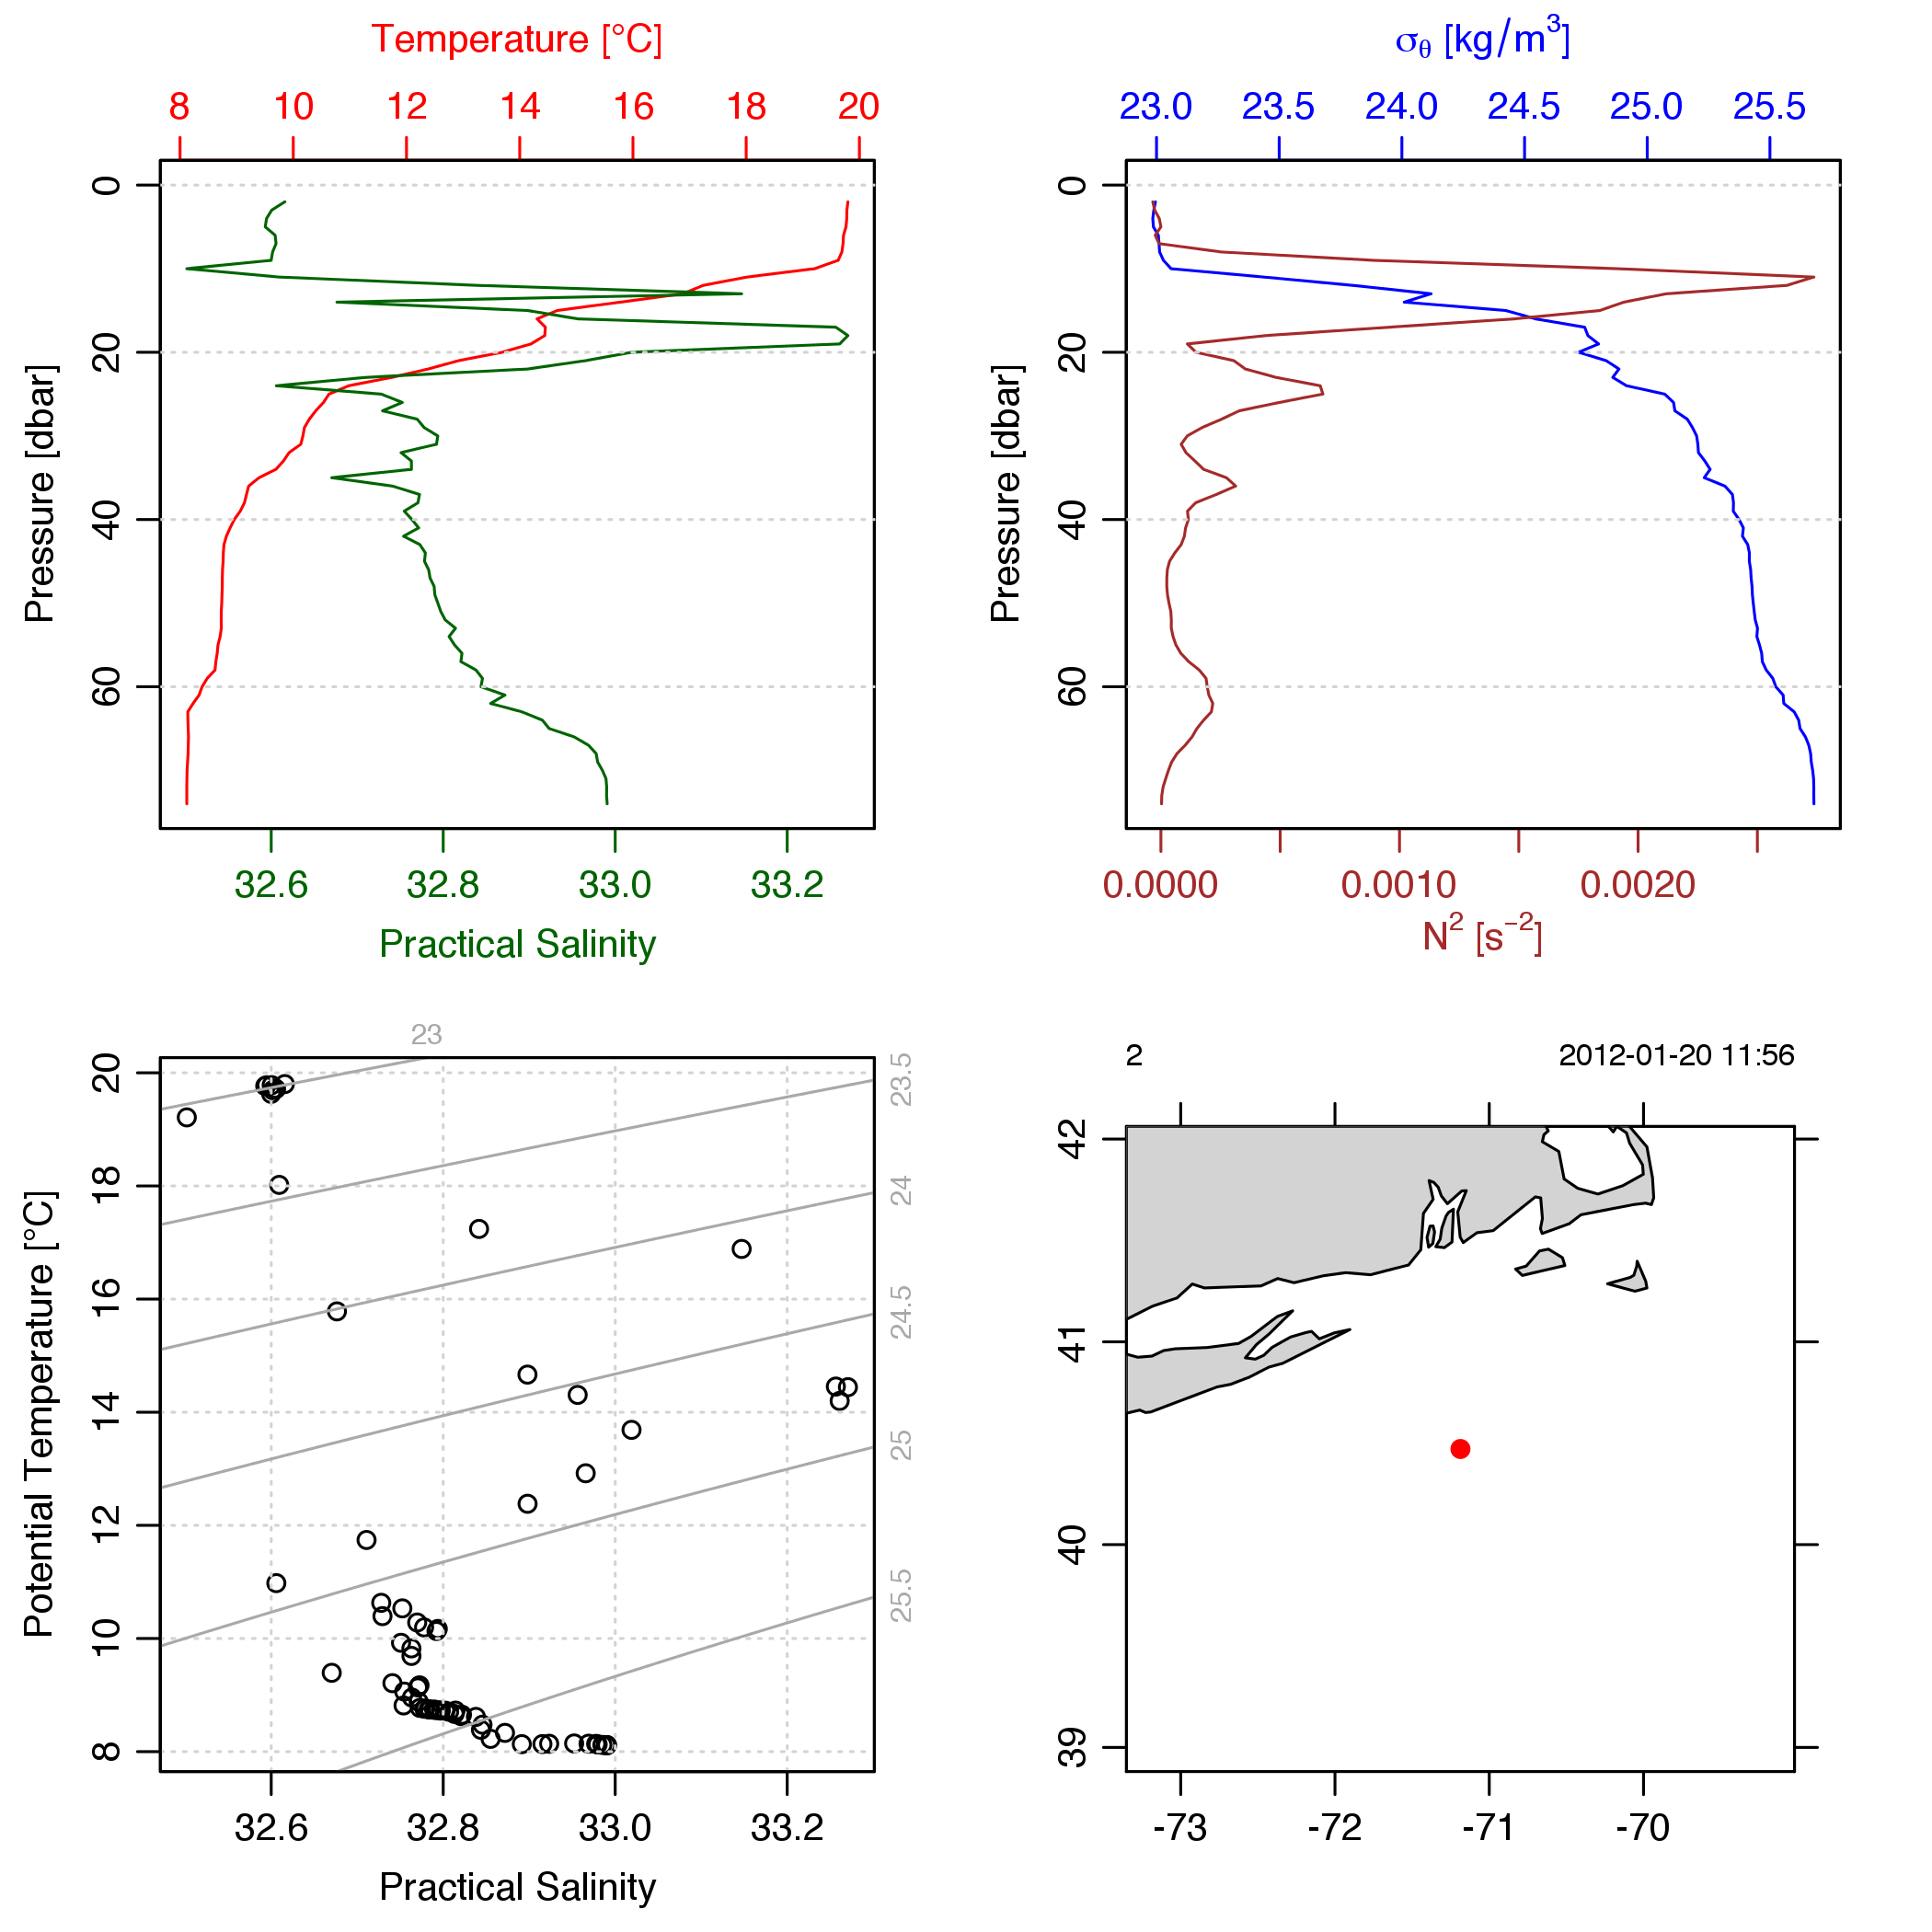 Temperature [°C]
8 10 12 14 16 18 20
Pressure [dbar]
0
20
40
60
32.6 32.8 33.0 33.2
Practical Salinity
σθ [kg/m³]
23.0 23.5 24.0 24.5 25.0 25.5
Pressure [dbar]
0
20
40
60
0.0000 0.0010 0.0020
N² [s⁻²]
23
Potential Temperature [°C]
20
18
16
14
12
10
8
23.5
24
24.5
25
25.5
32.6 32.8 33.0 33.2
Practical Salinity
2 2012-01-20 11:56
42
41
40
39
-73 -72 -71 -70